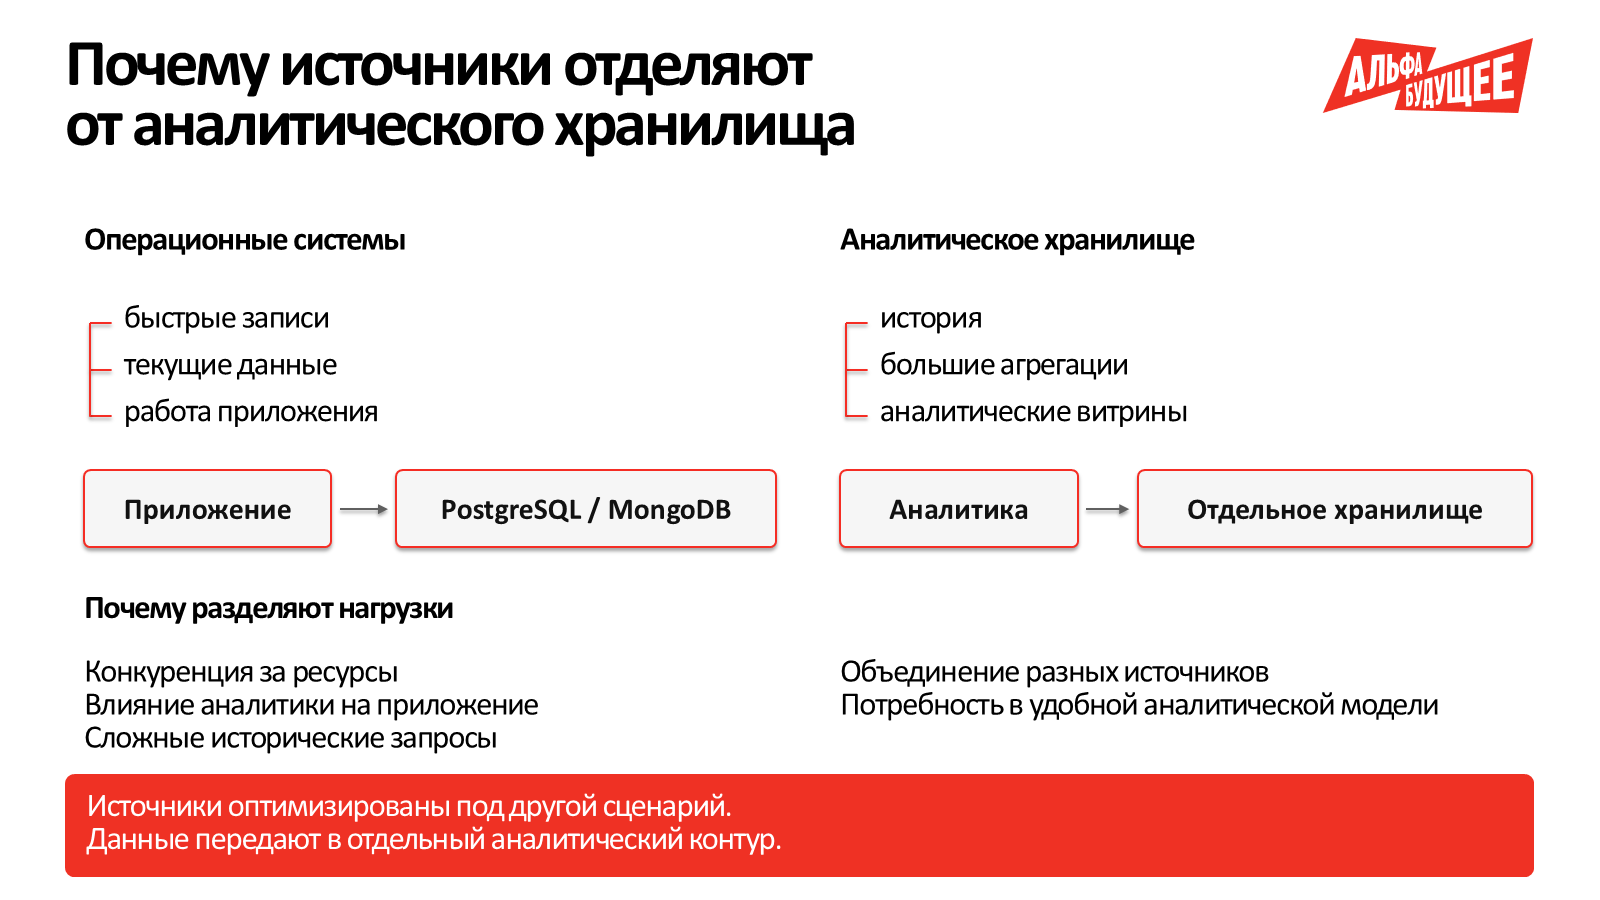 Почему источники отделяют
от аналитического хранилища
АЛЬФА
БУДУЩЕЕ
Операционные системы
быстрые записи
текущие данные
работа приложения
Приложение
PostgreSQL / MongoDB
Аналитическое хранилище
история
большие агрегации
аналитические витрины
Аналитика
Отдельное хранилище
Почему разделяют нагрузки
Конкуренция за ресурсы
Влияние аналитики на приложение
Сложные исторические запросы
Объединение разных источников
Потребность в удобной аналитической модели
Источники оптимизированы под другой сценарий.
Данные передают в отдельный аналитический контур.